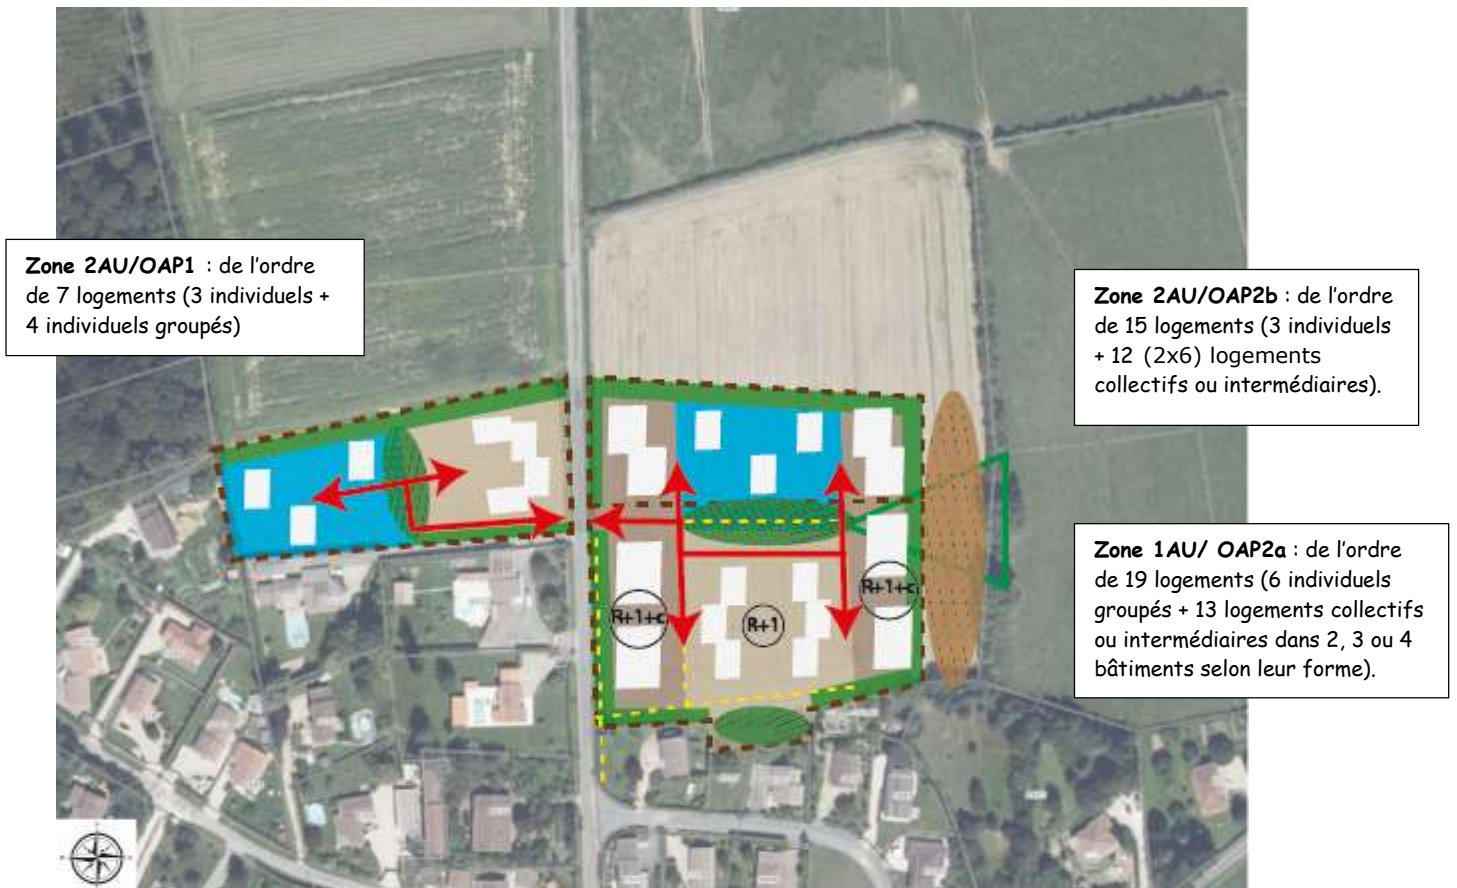 Zone 2AU/OAP1 : de l'ordre
de 7 logements (3 individuels +
4 individuels groupés)
Zone 2AU/OAP2b : de l'ordre
de 15 logements (3 individuels
+ 12 (2x6) logements
collectifs ou intermédiaires).
Zone 1AU/ OAP2a : de l'ordre
de 19 logements (6 individuels
groupés + 13 logements collectifs
ou intermédiaires dans 2, 3 ou 4
bâtiments selon leur forme).
R+1+c
R+1
R+1+c